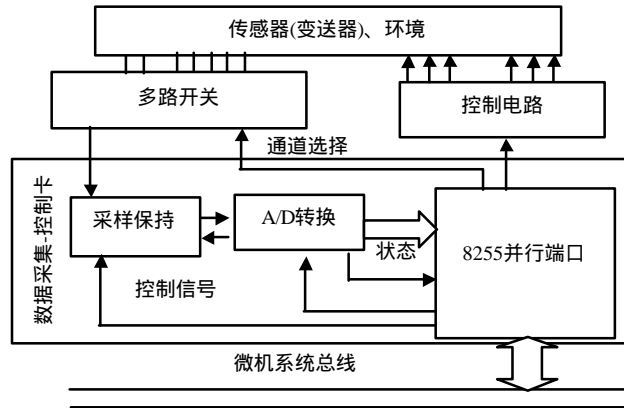 传感器(变送器)、环境
多路开关
控制电路
通道选择
数据采集-控制卡
采样保持
A/D转换
状态
8255并行端口
控制信号
微机系统总线